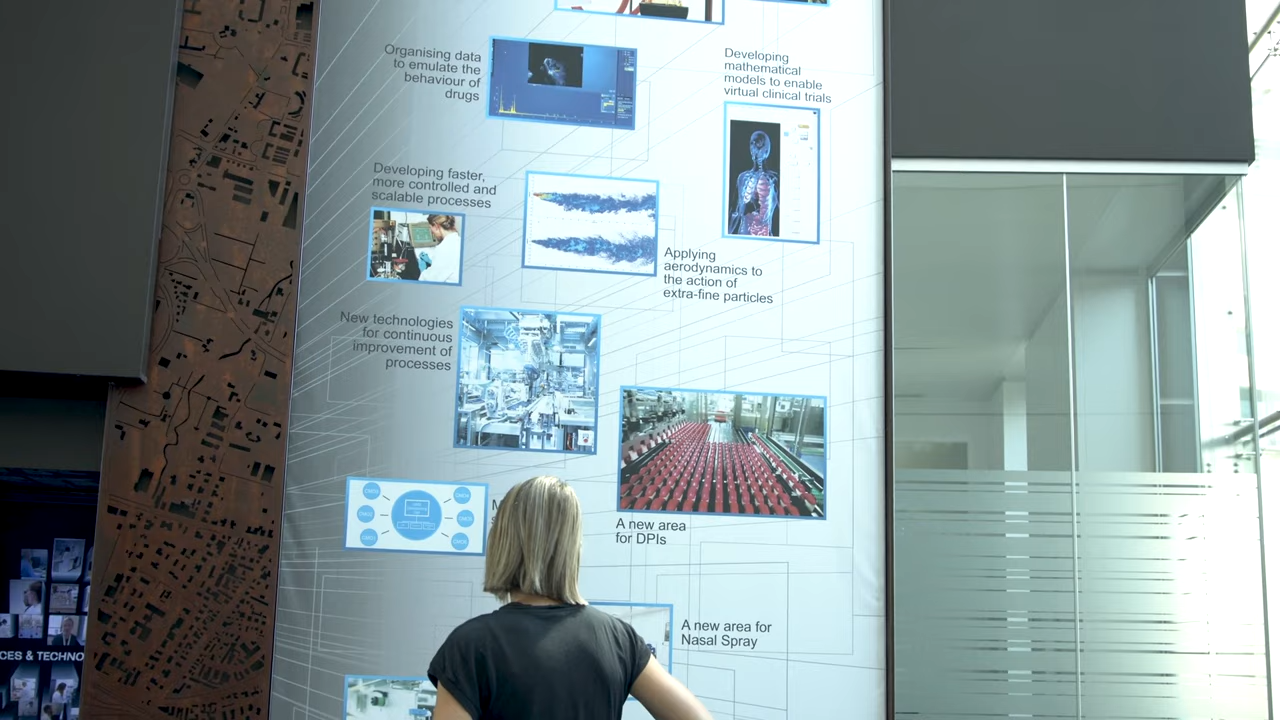 Organising data
to emulate the
behaviour of
drugs
Developing
mathematical
models to enable
virtual clinical trials
Developing faster,
more controlled and
scalable processes
Applying
aerodynamics to
the action of
extra-fine particles
New technologies
for continuous
improvement of
processes
A new area
for DPIs
A new area for
Nasal Spray
CES & TECHNO